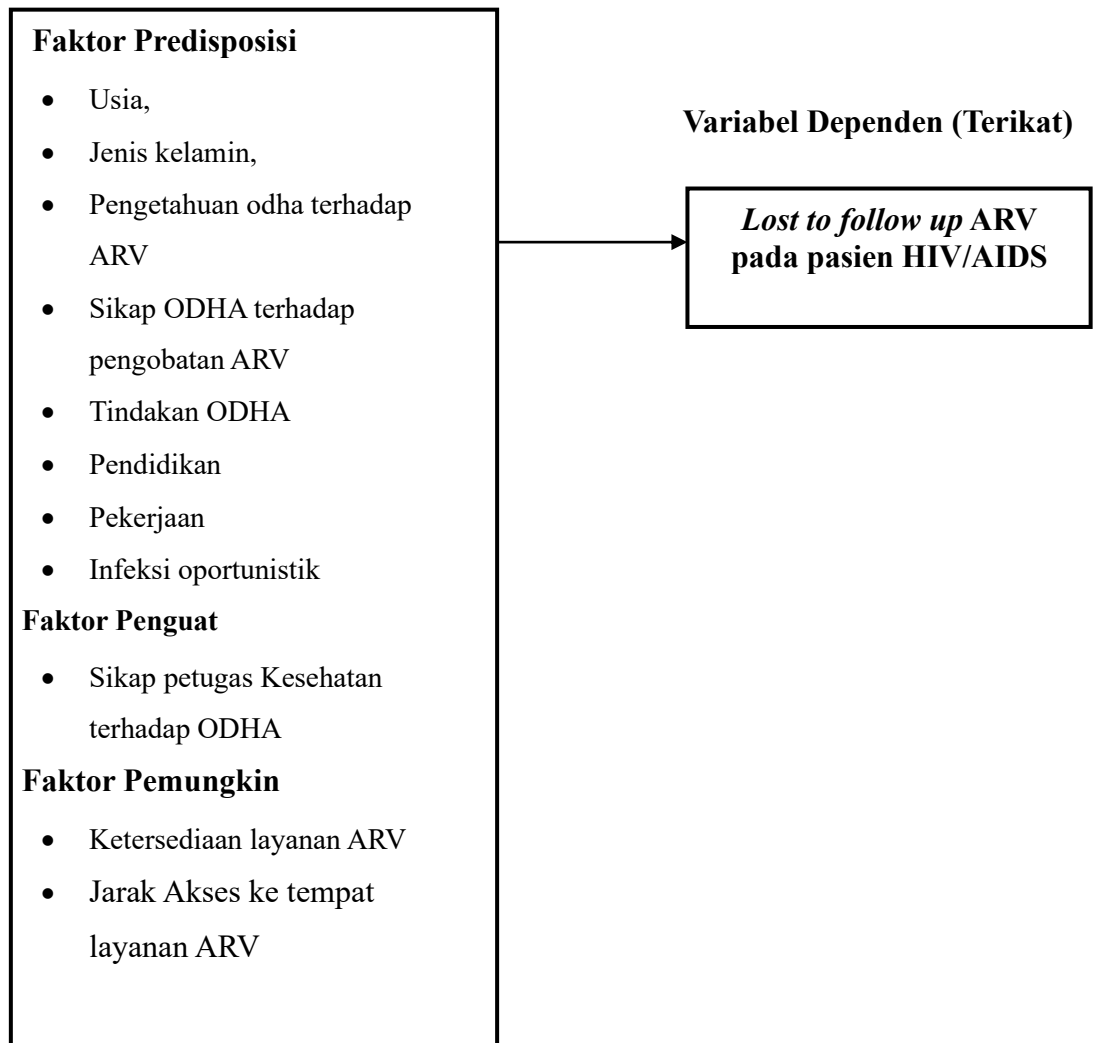 Faktor Predisposisi
• Usia,
• Jenis kelamin,
• Pengetahuan odha terhadap
ARV
• Sikap ODHA terhadap
pengobatan ARV
• Tindakan ODHA
• Pendidikan
• Pekerjaan
• Infeksi oportunistik
Faktor Penguat
• Sikap petugas Kesehatan
terhadap ODHA
Faktor Pemungkin
• Ketersediaan layanan ARV
• Jarak Akses ke tempat
layanan ARV
Variabel Dependen (Terikat)
Lost to follow up ARV
pada pasien HIV/AIDS